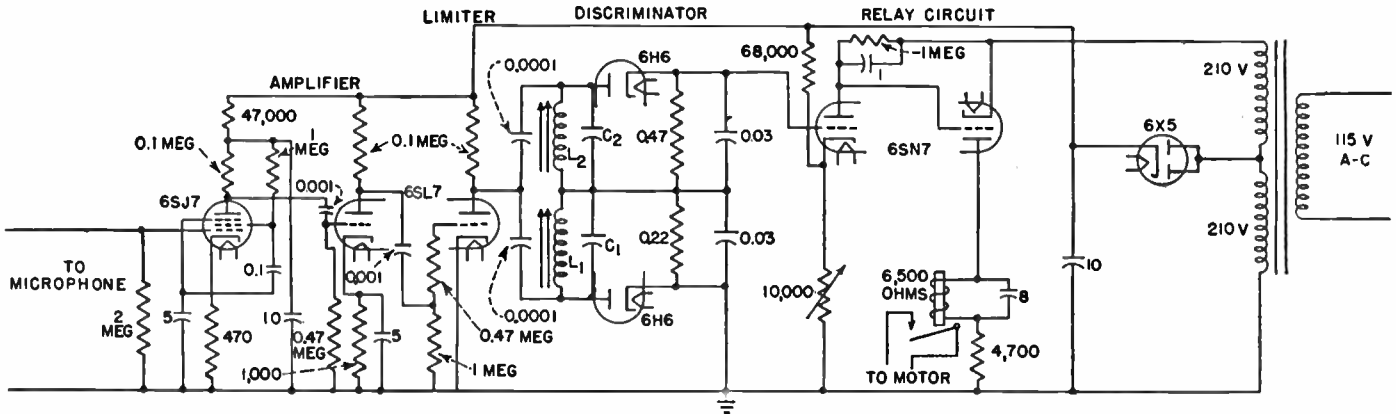 LIMITER
DISCRIMINATOR
RELAY CIRCUIT
AMPLIFIER
47,000
0.1 MEG
1
MEG
0.001
6SJ7
TO
MICROPHONE
2
MEG
5
470
0.1
10
0.47
MEG
1,000
5
0.001
6SL7
0.1 MEG
0.47 MEG
1 MEG
0.0001
0.0001
6H6
C2
L2
C1
L1
6H6
0.47
0.22
0.03
0.03
68,000
10,000
-1MEG
1
6SN7
6,500
OHMS
8
TO MOTOR
4,700
10
6X5
210 V
210 V
115 V
A-C